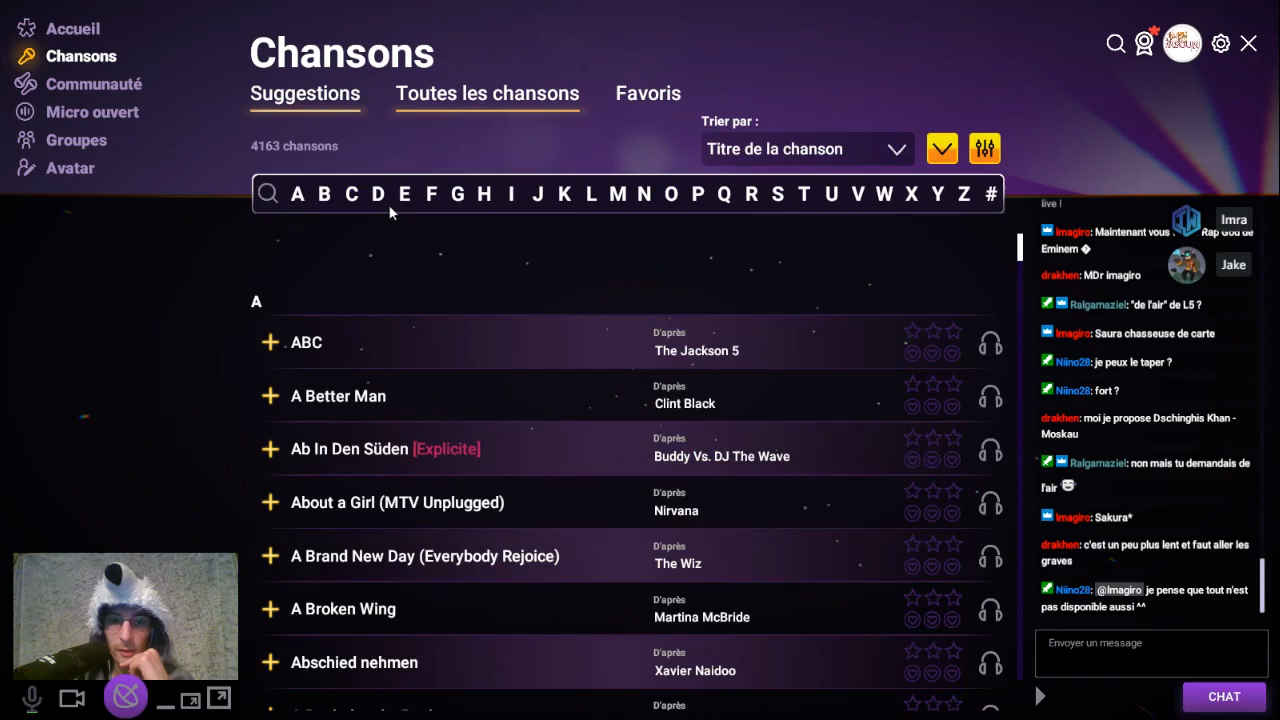 Accueil
Chansons
Communauté
Micro ouvert
Groupes
Avatar
Chansons
Suggestions Toutes les chansons Favoris
Trier par :
4163 chansons
Titre de la chanson
A B C D E F G H I J K L M N O P Q R S T U V W X Y Z #
A
ABC
D'après
The Jackson 5
A Better Man
D'après
Clint Black
Ab In Den Süden [Explicite]
D'après
Buddy Vs. DJ The Wave
About a Girl (MTV Unplugged)
D'après
Nirvana
A Brand New Day (Everybody Rejoice)
D'après
The Wiz
A Broken Wing
D'après
Martina McBride
Abschied nehmen
D'après
Xavier Naidoo
D'après
live !
Imagiro: Maintenant vous Rap God de
Eminem �
drakhen: MDr imagiro
Ralgamaziel: "de l'air" de L5 ?
Imagiro: Saura chasseuse de carte
Niino28: je peux le taper ?
Niino28: fort ?
drakhen: moi je propose Dschinghis Khan -
Moskau
Ralgamaziel: non mais tu demandais de
l'air
Imagiro: Sakura*
drakhen: c'est un peu plus lent et faut aller les
graves
Niino28: @Imagiro je pense que tout n'est
pas disponible aussi ^^
Imra
Jake
Envoyer un message
CHAT